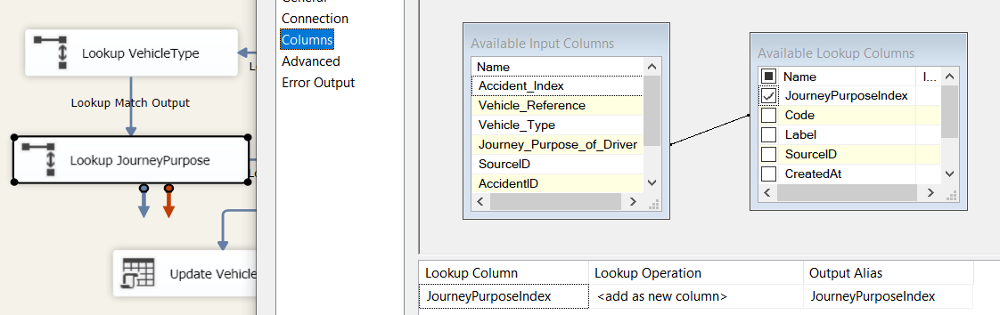 General
Connection
Columns
Advanced
Error Output
Lookup VehicleType
Lookup Match Output
Lookup JourneyPurpose
Update Vehicle
Available Input Columns
Name
Accident_Index
Vehicle_Reference
Vehicle_Type
Journey_Purpose_of_Driver
SourceID
AccidentID
Available Lookup Columns
Name I...
JourneyPurposeIndex
Code
Label
SourceID
CreatedAt
Lookup Column Lookup Operation Output Alias
JourneyPurposeIndex <add as new column> JourneyPurposeIndex